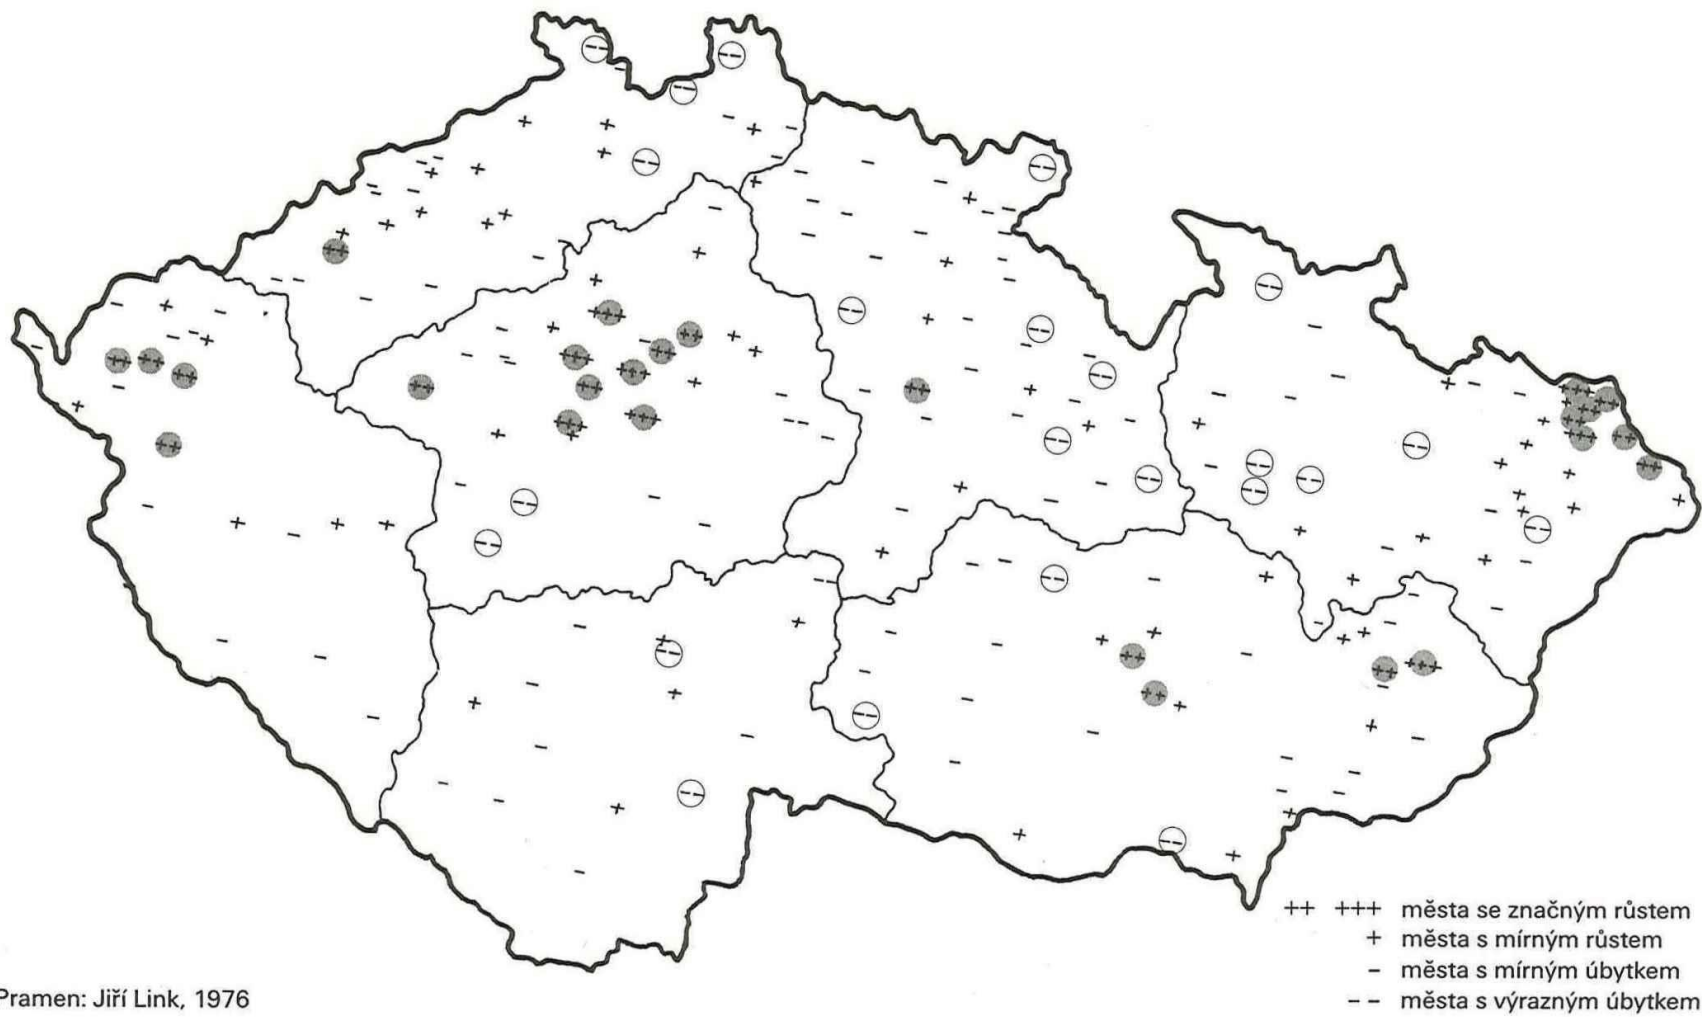 ++ +++ města se značným růstem
+ města s mírným růstem
- města s mírným úbytkem
-- města s výrazným úbytkem
Pramen: Jiří Link, 1976